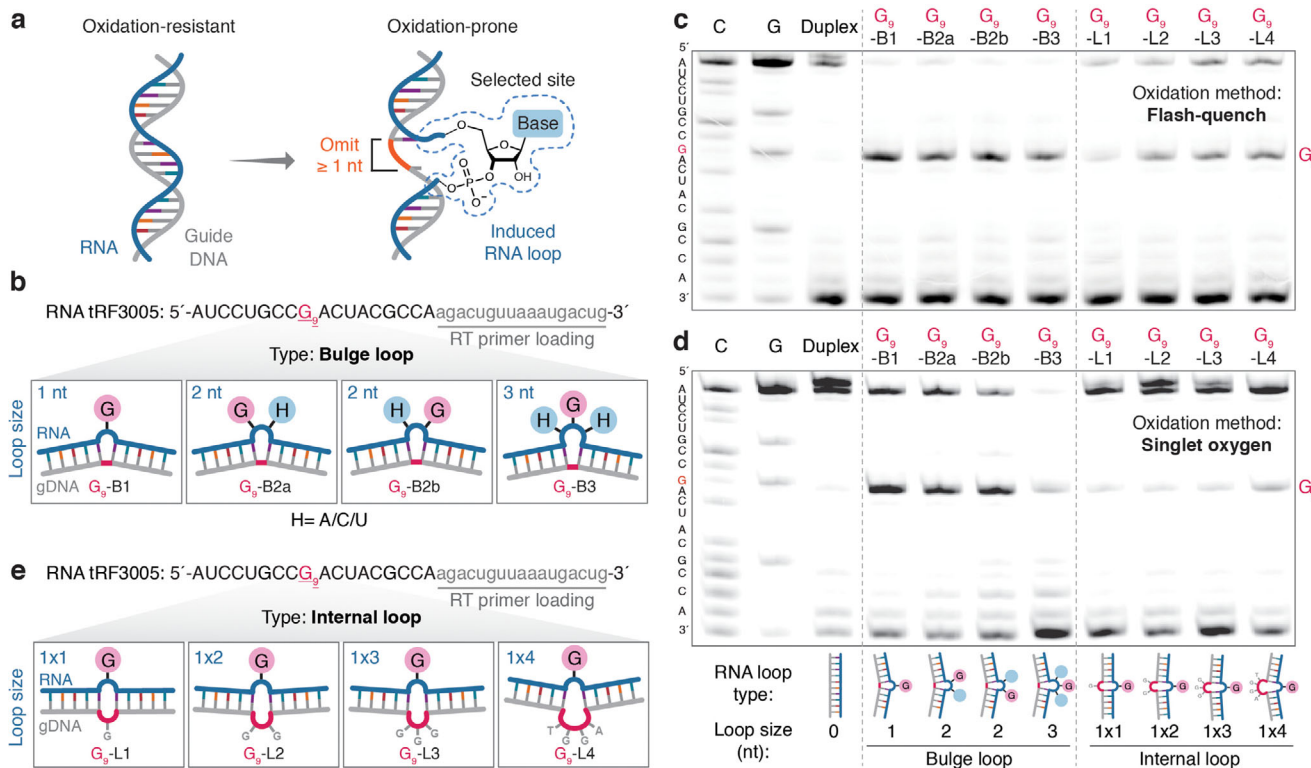 a
Oxidation-resistant
Oxidation-prone
Selected site
Base
Omit
≥ 1 nt
O
O
O
P
O
O⁻
O
OH
RNA
Guide
DNA
Induced
RNA loop
b
RNA tRF3005: 5´-AUCCUGCCG₉ACUACGCCAagacuguuaaaugacug-3´
RT primer loading
Type: Bulge loop
Loop size
1 nt
G
RNA
gDNA
G₉-B1
2 nt
G H
G₉-B2a
2 nt
H G
G₉-B2b
3 nt
H G H
G₉-B3
H= A/C/U
e
RNA tRF3005: 5´-AUCCUGCCG₉ACUACGCCAagacuguuaaaugacug-3´
RT primer loading
Type: Internal loop
Loop size
1x1
G
RNA
gDNA
G
G₉-L1
1x2
G
G G
G₉-L2
1x3
G
G G G
G₉-L3
1x4
G
T G G A
G₉-L4
c
C G Duplex G₉-B1 G₉-B2a G₉-B2b G₉-B3 G₉-L1 G₉-L2 G₉-L3 G₉-L4
5´
A
U
C
C
U
G
C
C
G
A
C
U
A
C
G
C
C
A
3´
Oxidation method:
Flash-quench
G
d
C G Duplex G₉-B1 G₉-B2a G₉-B2b G₉-B3 G₉-L1 G₉-L2 G₉-L3 G₉-L4
5´
A
U
C
C
U
G
C
C
G
A
C
U
A
C
G
C
C
A
3´
Oxidation method:
Singlet oxygen
G
RNA loop
type:
G G G G G G G G
Loop size
(nt):
0 1 2 2 3 1x1 1x2 1x3 1x4
Bulge loop
Internal loop